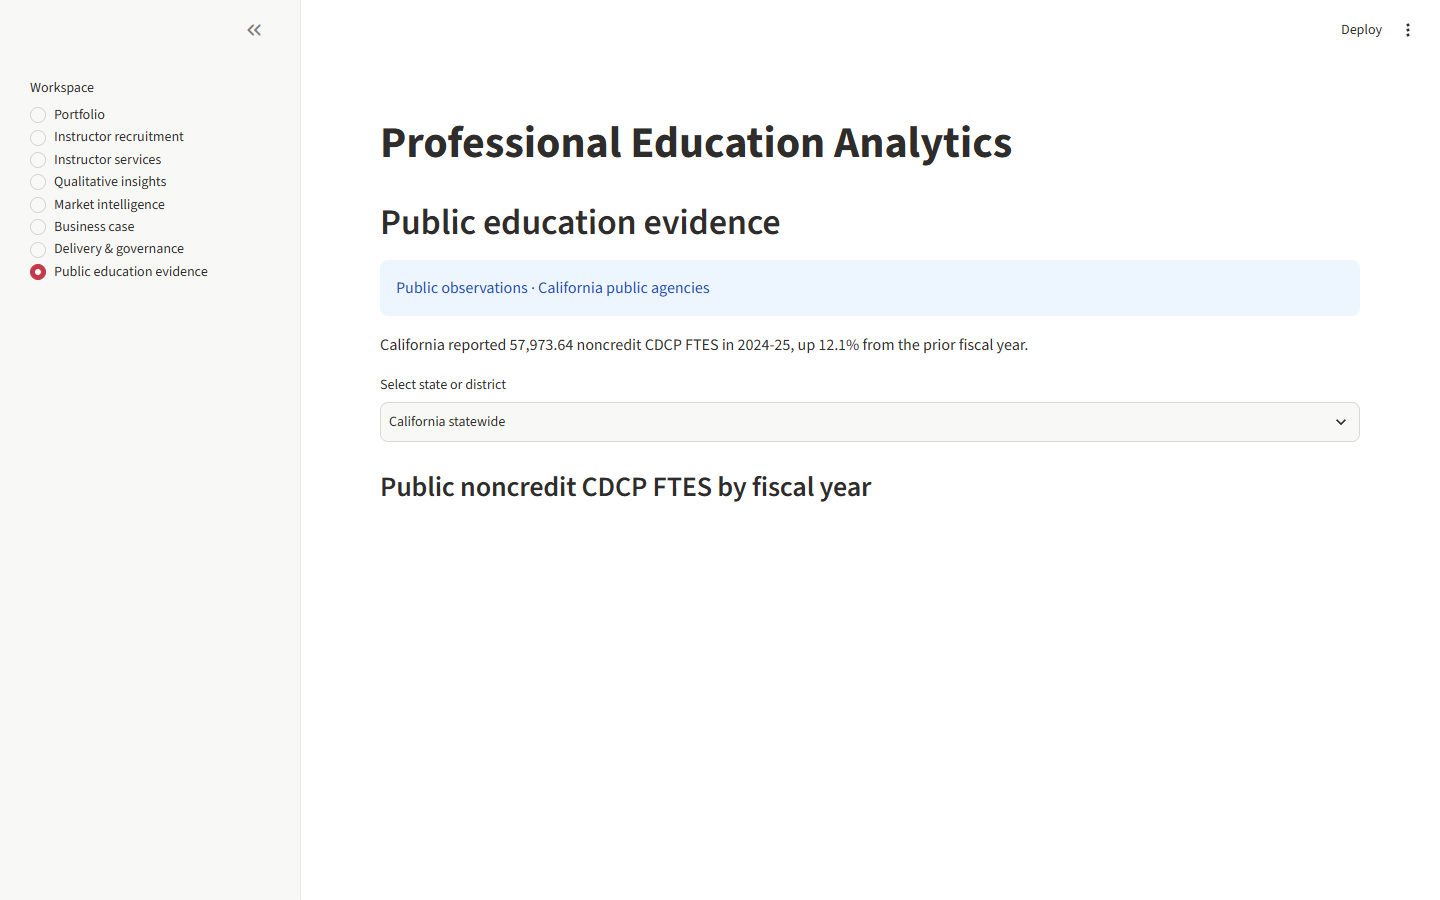 Deploy
Workspace
Portfolio
Instructor recruitment
Instructor services
Qualitative insights
Market intelligence
Business case
Delivery & governance
Public education evidence
Professional Education Analytics
Public education evidence
Public observations · California public agencies
California reported 57,973.64 noncredit CDCP FTES in 2024-25, up 12.1% from the prior fiscal year.
Select state or district
California statewide
Public noncredit CDCP FTES by fiscal year